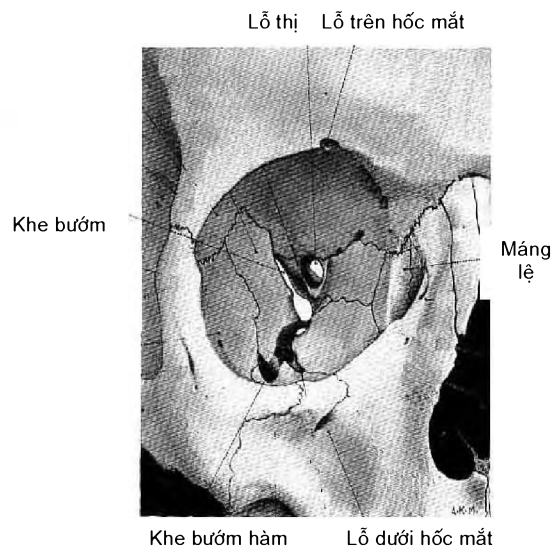 Lỗ thị Lỗ trên hốc mắt
Khe bướm
Máng
lệ
A.K.M.
Khe bướm hàm Lỗ dưới hốc mắt